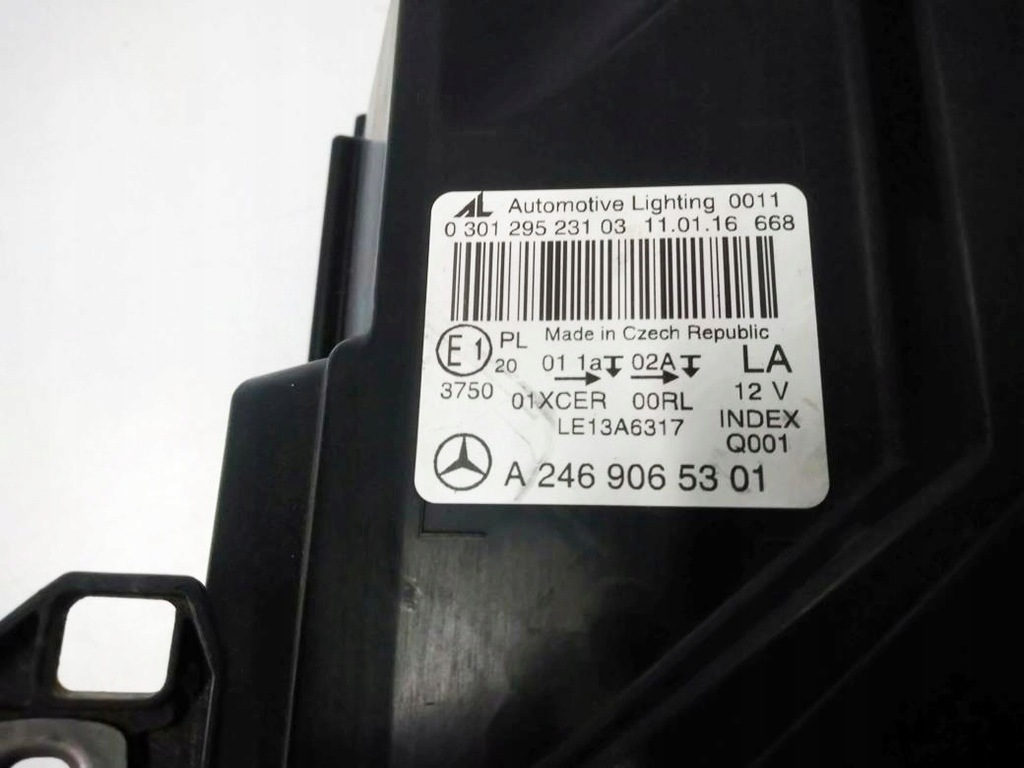 AL Automotive Lighting 0011
0 301 295 231 03 11.01.16 668
Made in Czech Republic
E1 PL 20 01 1a 02A LA
3750 01XCER 00RL 12 V
LE13A6317 INDEX
Q001
A 246 906 53 01